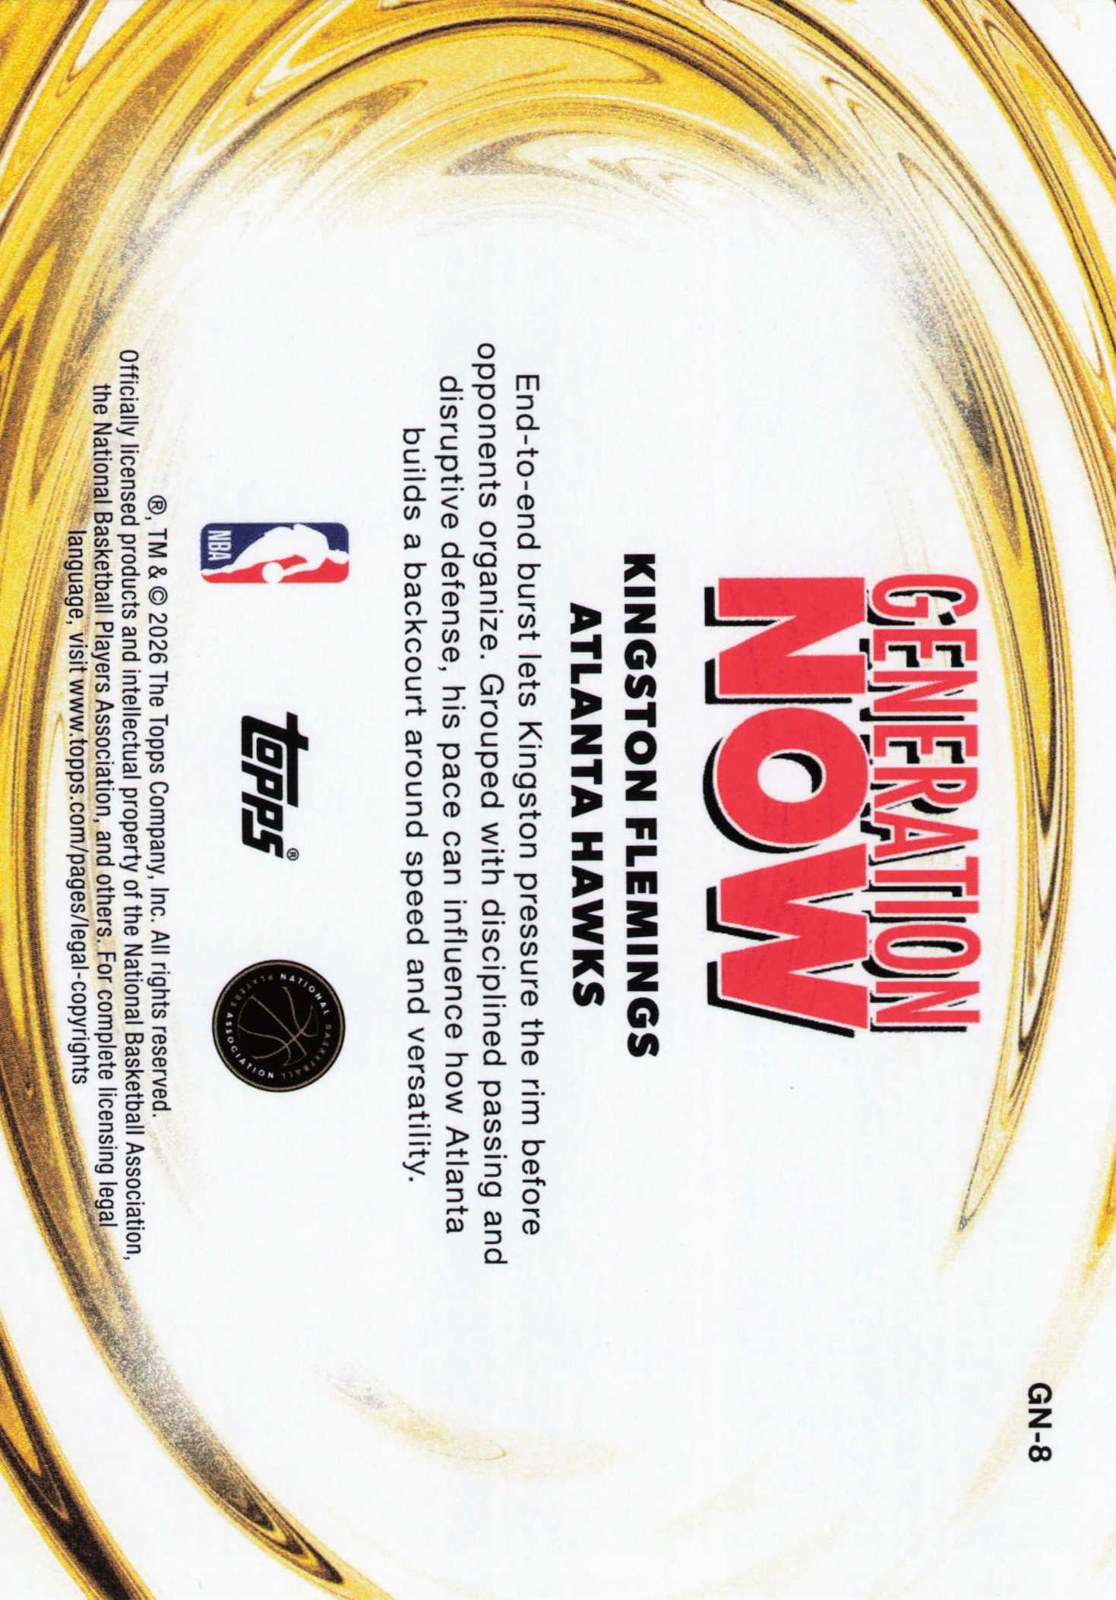 GN-8
GENERATION
NOW
KINGSTON FLEMINGS
ATLANTA HAWKS
End-to-end burst lets Kingston pressure the rim before
opponents organize. Grouped with disciplined passing and
disruptive defense, his pace can influence how Atlanta
builds a backcourt around speed and versatility.
NBA
topps®
NATIONAL BASKETBALL
PLAYERS ASSOCIATION
®, TM & © 2026 The Topps Company, Inc. All rights reserved.
Officially licensed products and intellectual property of the National Basketball Association,
the National Basketball Players Association, and others. For complete licensing legal
language, visit www.topps.com/pages/legal-copyrights